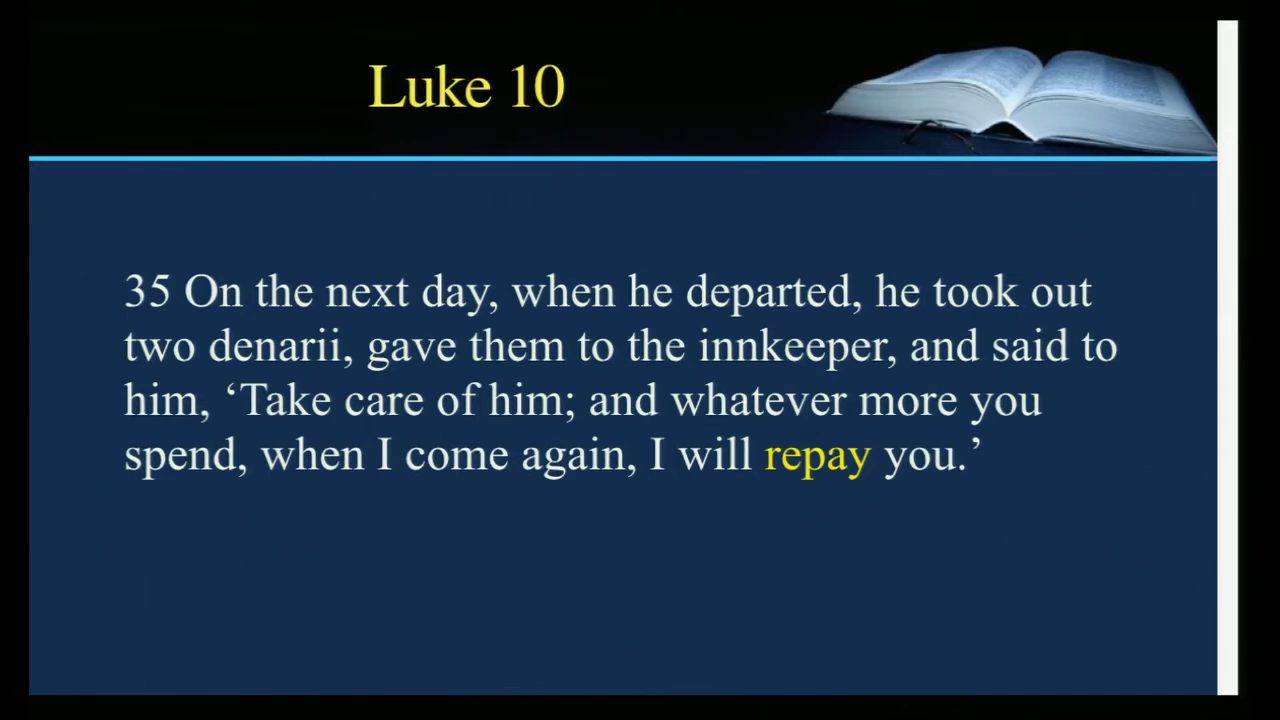 Luke 10
35 On the next day, when he departed, he took out
two denarii, gave them to the innkeeper, and said to
him, ‘Take care of him; and whatever more you
spend, when I come again, I will repay you.’